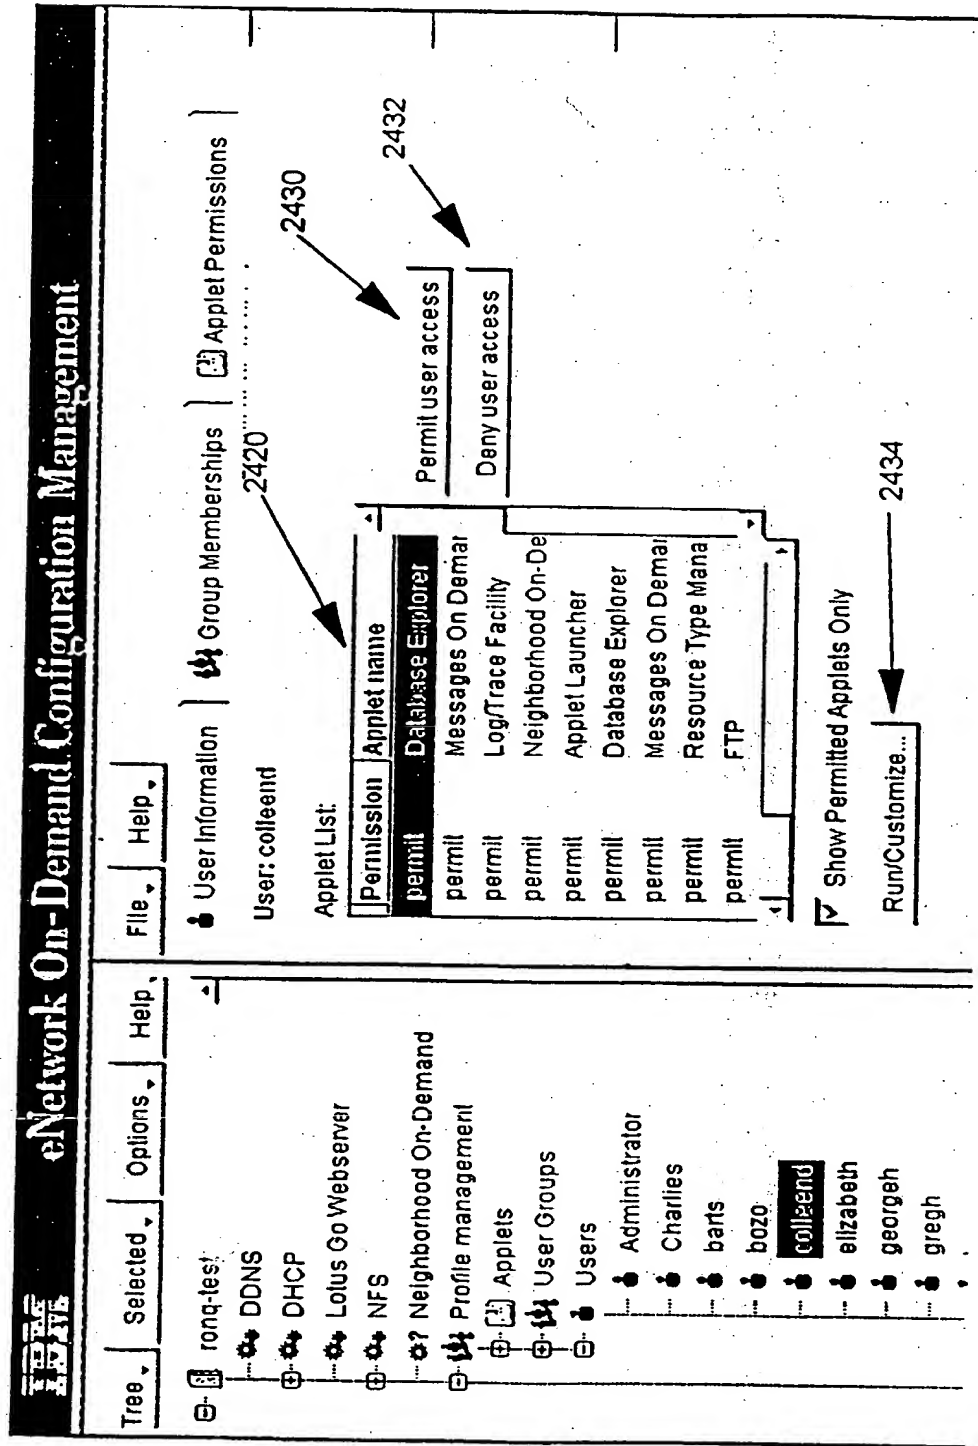 IBM eNetwork On-Demand Configuration Management
Tree Selected Options Help
ronq-test
DDNS
DHCP
Lotus Go Webserver
NFS
Neighborhood On-Demand
Profile management
Applets
User Groups
Users
Administrator
Charlies
barts
bozo
colleend
elizabeth
georgeh
gregh
File Help
User Information Group Memberships Applet Permissions
User: colleend
2420
2430
2432
Applet List:
Permission Applet name
permit Database Explorer
permit Messages On Demar
permit Log/Trace Facility
permit Neighborhood On-De
permit Applet Launcher
permit Database Explorer
permit Messages On Demar
permit Resource Type Mana
permit FTP
Permit user access
Deny user access
Show Permitted Applets Only
Run/Customize...
2434